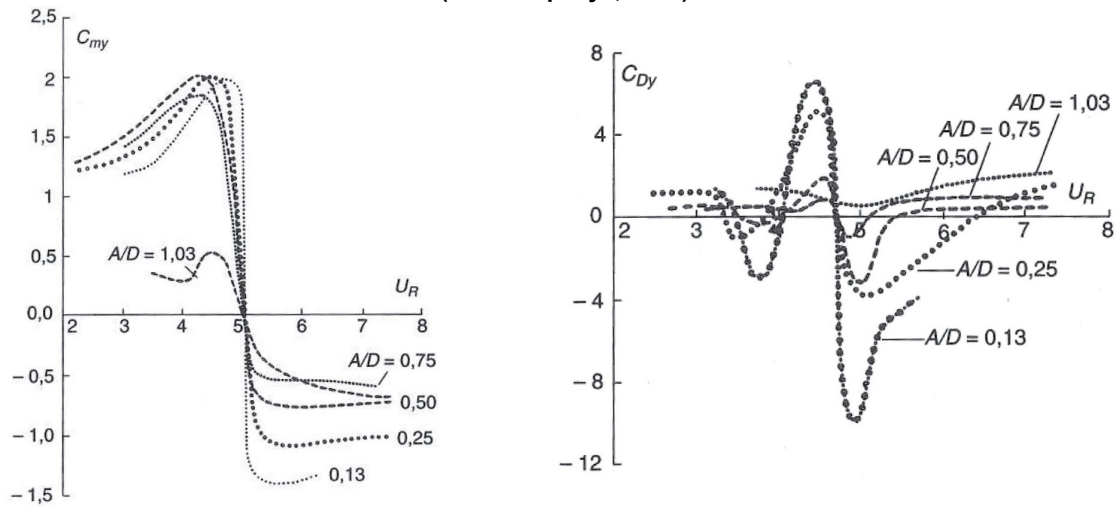 2,5
C_my
2
1,5
1
0,5
A/D = 1,03
U_R
0,0
2 3 4 5 6 7 8
A/D = 0,75
– 0,5
0,50
– 1,0
0,25
0,13
– 1,5
8
C_Dy
A/D = 1,03
A/D = 0,75
4
A/D = 0,50
U_R
0
2 3 4 5 6 7 8
A/D = 0,25
– 4
A/D = 0,13
– 8
– 12